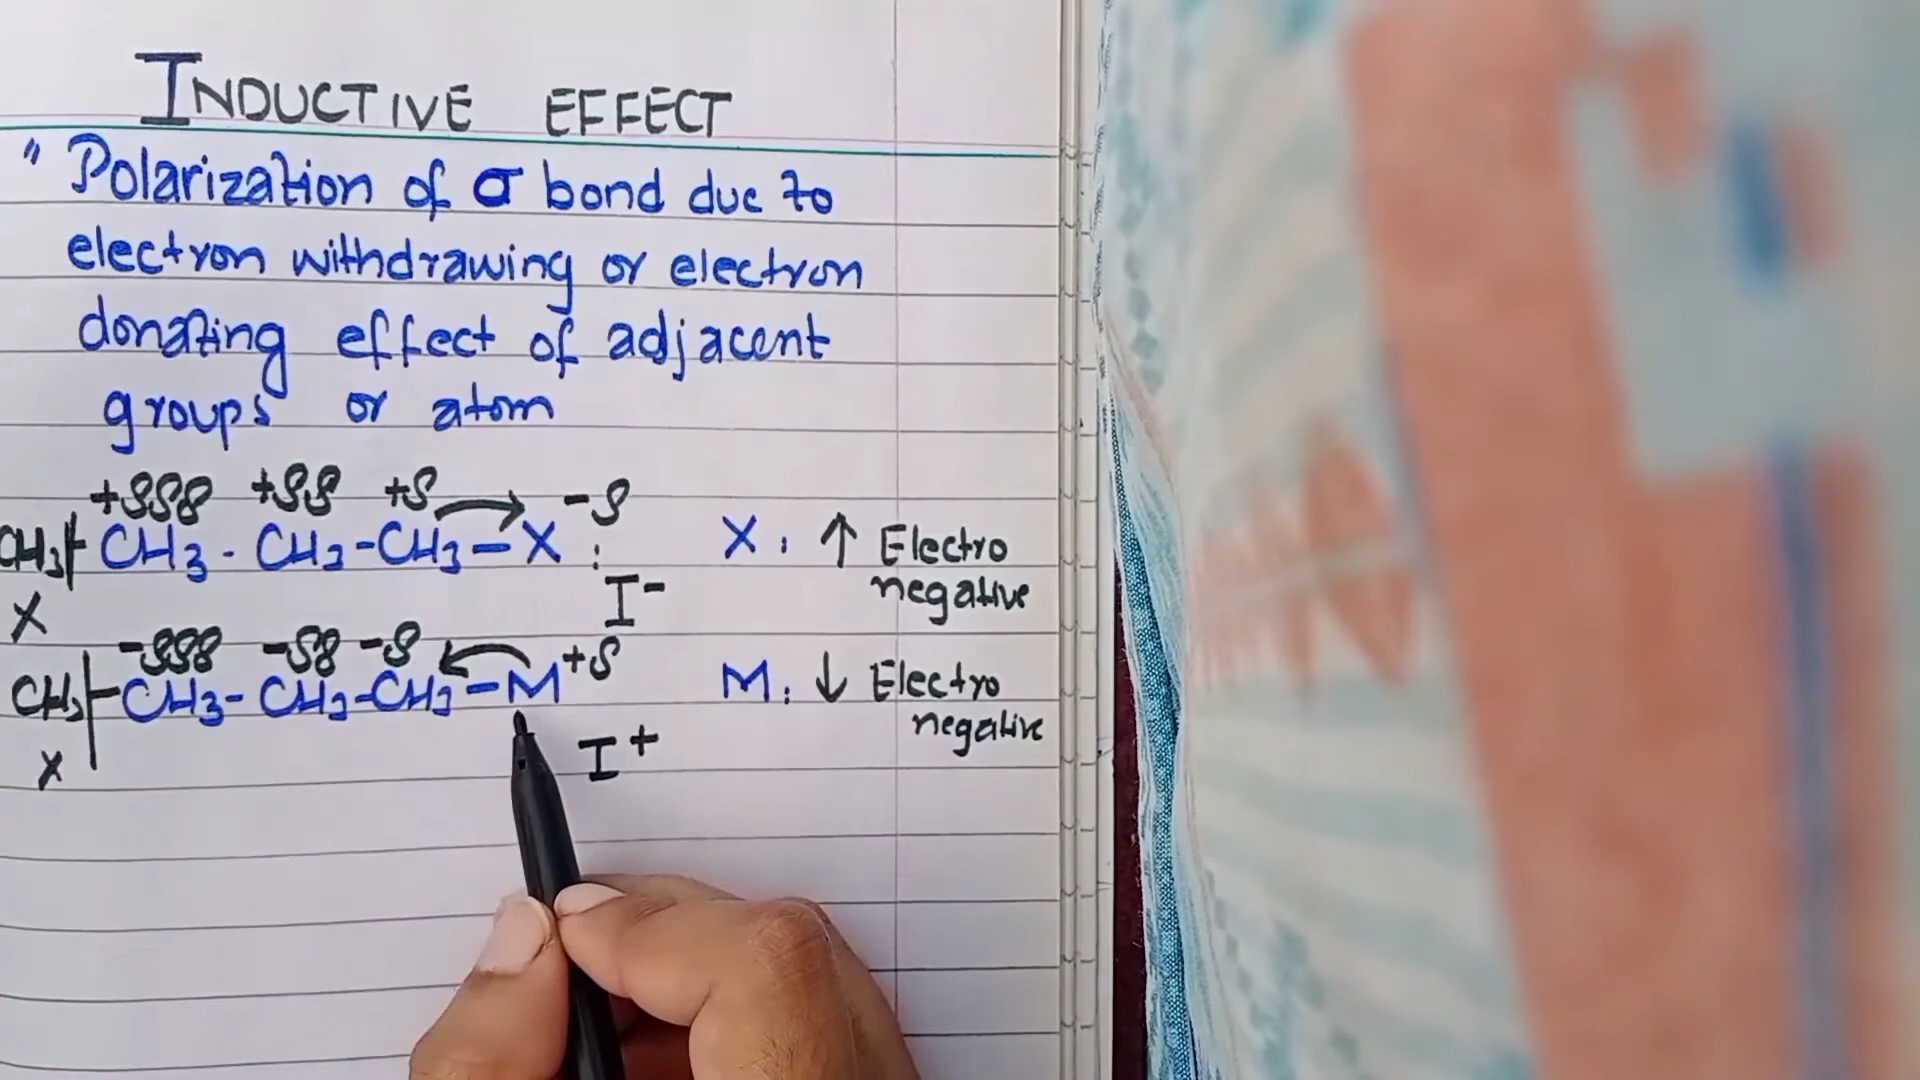 INDUCTIVE EFFECT
" Polarization of σ bond due to
electron withdrawing or electron
donating effect of adjacent
groups or atom
+δδδ +δδ +δ -δ
CH3 CH3 - CH2 - CH3 - X : X : ↑ Electro
X I- negative
-δδδ -δδ -δ +δ
CH3 - CH3 - CH2 - CH2 - M M : ↓ Electro
X I+ negative